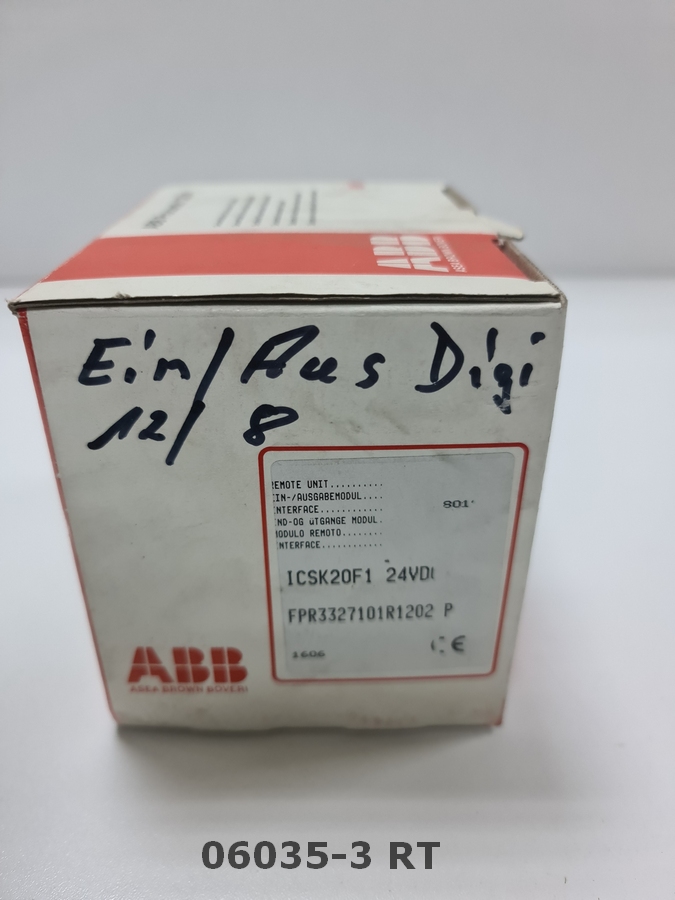 ABB
Ein/Aus Digi
12/8
REMOTE UNIT..........
EIN-/AUSGABEMODUL....
INTERFACE............
IND-OG uTGANGE MODUL.
MODULO REMOTO........
INTERFACE............
801
ICSK20F1 24VD
FPR3327101R1202 P
1606
CE
ABB
ASEA BROWN BOVERI
06035-3 RT